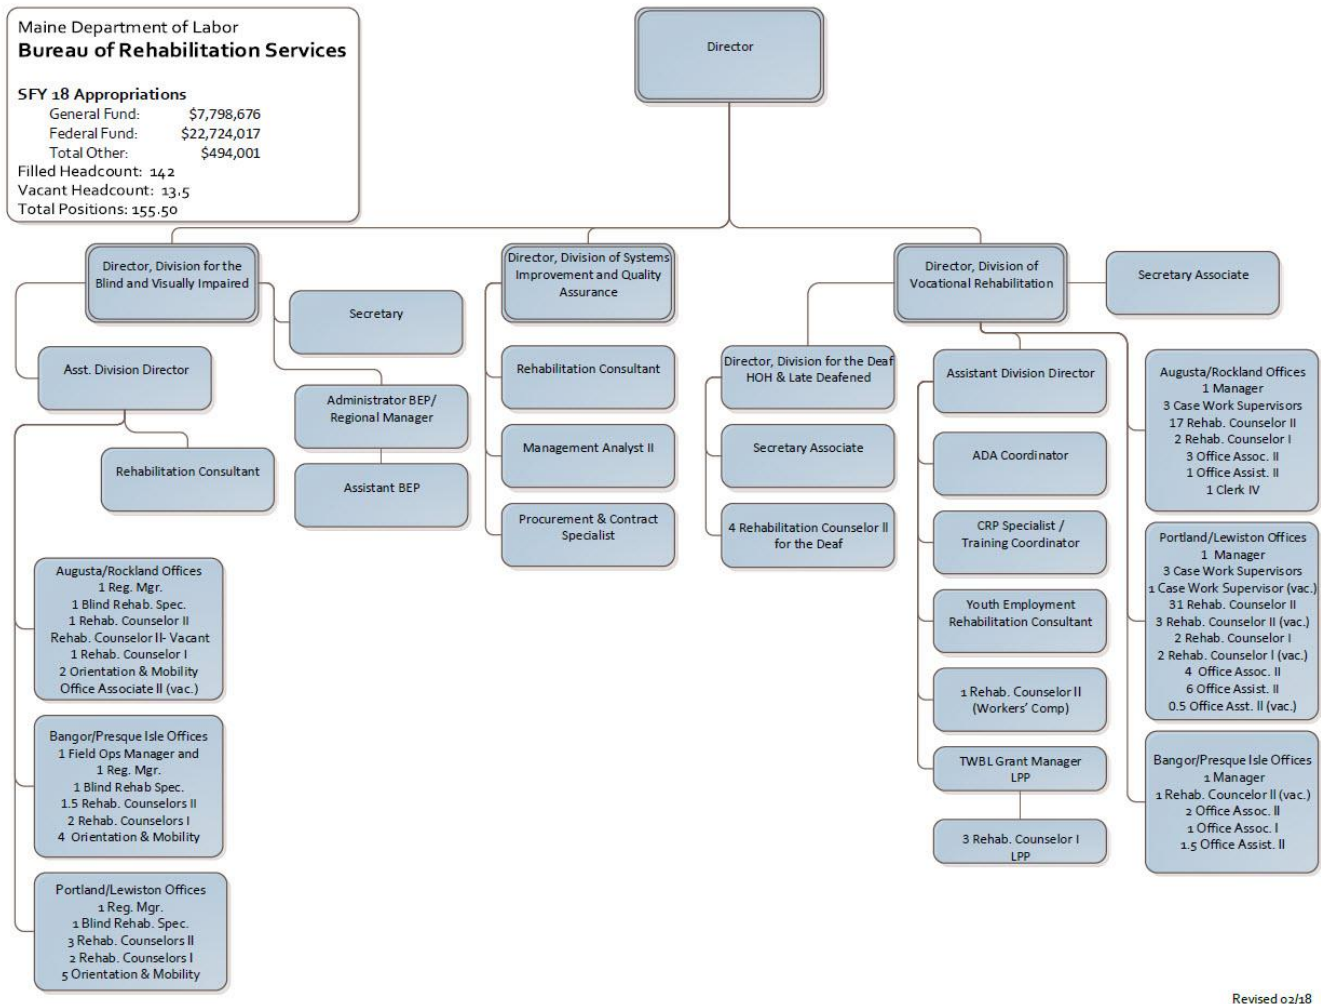 Maine Department of Labor
Bureau of Rehabilitation Services
SFY 18 Appropriations
General Fund: $7,798,676
Federal Fund: $22,724,017
Total Other: $494,001
Filled Headcount: 142
Vacant Headcount: 13.5
Total Positions: 155.50
Director
Director, Division for the
Blind and Visually Impaired
Secretary
Asst. Division Director
Rehabilitation Consultant
Administrator BEP/
Regional Manager
Assistant BEP
Augusta/Rockland Offices
1 Reg. Mgr.
1 Blind Rehab. Spec.
1 Rehab. Counselor II
Rehab. Counselor II- Vacant
1 Rehab. Counselor I
2 Orientation & Mobility
Office Associate II (vac.)
Bangor/Presque Isle Offices
1 Field Ops Manager and
1 Reg. Mgr.
1 Blind Rehab Spec.
1.5 Rehab. Counselors II
2 Rehab. Counselors I
4 Orientation & Mobility
Portland/Lewiston Offices
1 Reg. Mgr.
1 Blind Rehab. Spec.
3 Rehab. Counselors II
2 Rehab. Counselors I
5 Orientation & Mobility
Director, Division of Systems
Improvement and Quality
Assurance
Rehabilitation Consultant
Management Analyst II
Procurement & Contract
Specialist
Director, Division of
Vocational Rehabilitation
Secretary Associate
Director, Division for the Deaf
HOH & Late Deafened
Secretary Associate
4 Rehabilitation Counselor II
for the Deaf
Assistant Division Director
ADA Coordinator
CRP Specialist /
Training Coordinator
Youth Employment
Rehabilitation Consultant
1 Rehab. Counselor II
(Workers' Comp)
TWBL Grant Manager
LPP
3 Rehab. Counselor I
LPP
Augusta/Rockland Offices
1 Manager
3 Case Work Supervisors
17 Rehab. Counselor II
2 Rehab. Counselor I
3 Office Assoc. II
1 Office Assist. II
1 Clerk IV
Portland/Lewiston Offices
1 Manager
3 Case Work Supervisors
1 Case Work Supervisor (vac.)
31 Rehab. Counselor II
3 Rehab. Counselor II (vac.)
2 Rehab. Counselor I
2 Rehab. Counselor I (vac.)
4 Office Assoc. II
6 Office Assist. II
0.5 Office Asst. II (vac.)
Bangor/Presque Isle Offices
1 Manager
1 Rehab. Councelor II (vac.)
2 Office Assoc. II
1 Office Assoc. I
1.5 Office Assist. II
Revised 02/18